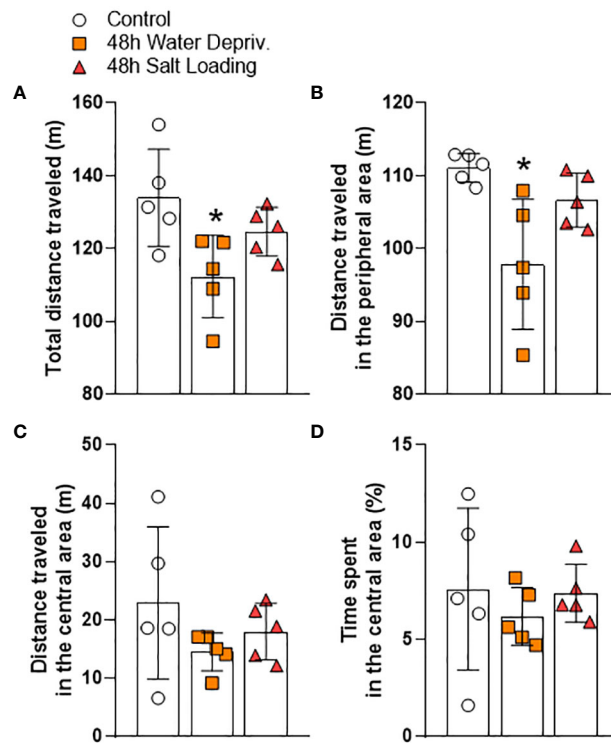 Control
48h Water Depriv.
48h Salt Loading
A
Total distance traveled (m)
160
140
120
100
80
*
B
Distance traveled
in the peripheral area (m)
120
110
100
90
80
*
C
Distance traveled
in the central area (m)
50
40
30
20
10
0
D
Time spent
in the central area (%)
15
10
5
0